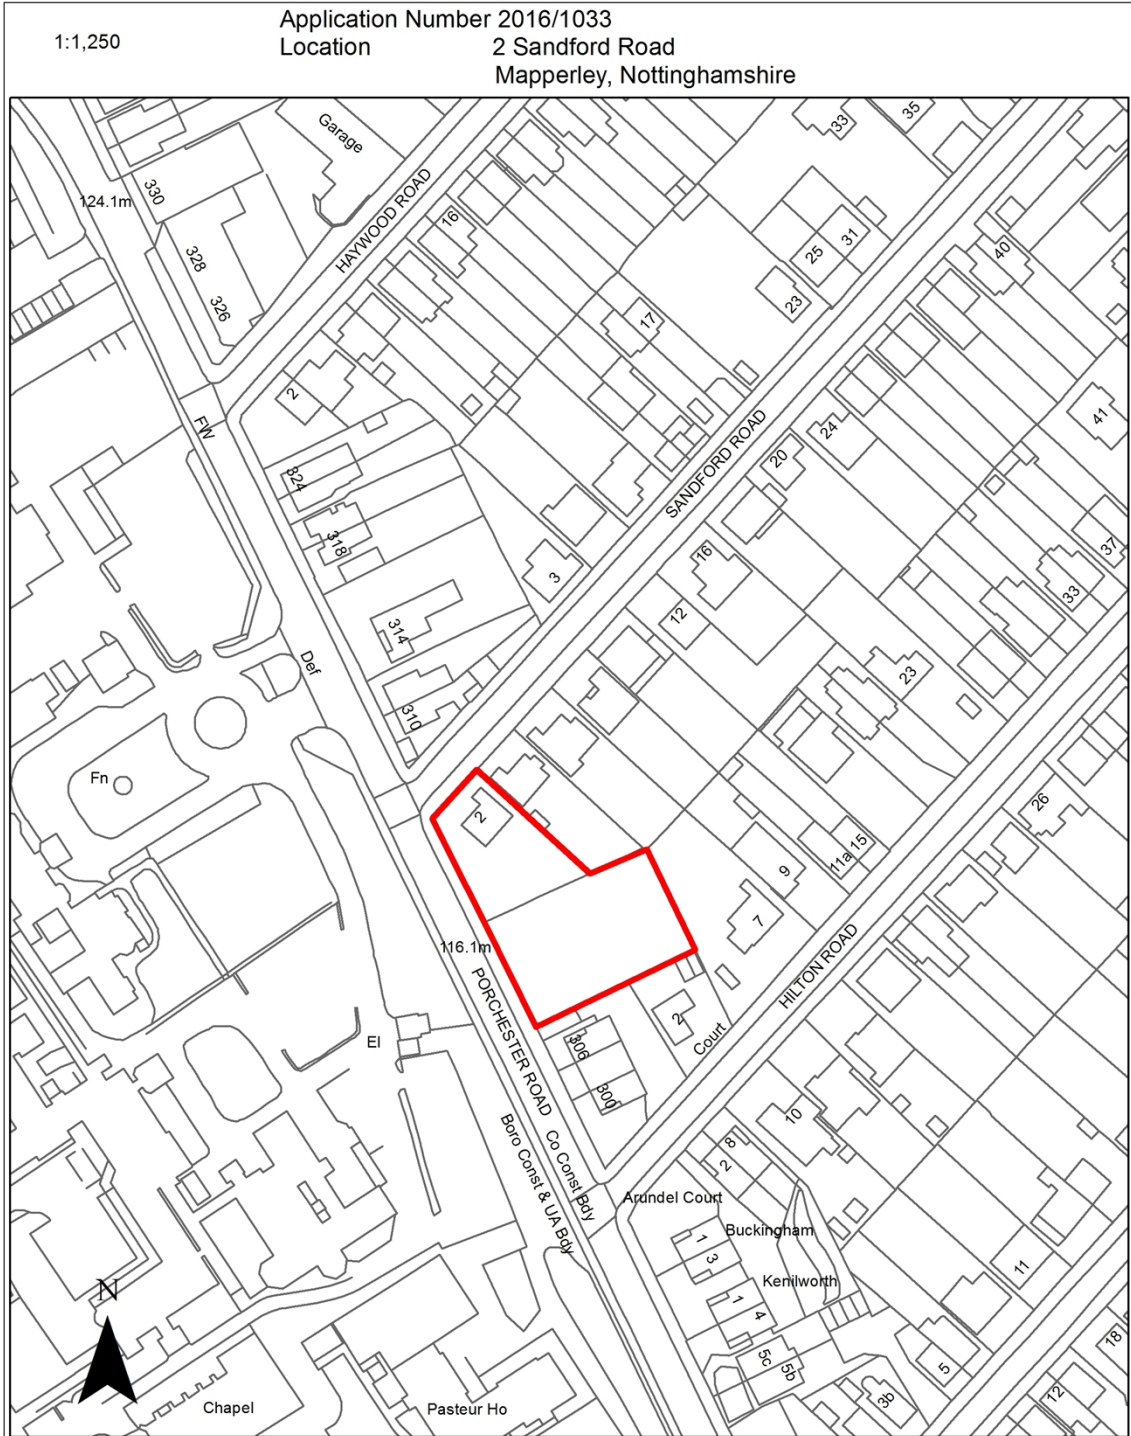 Application Number 2016/1033
1:1,250
Location 2 Sandford Road
Mapperley, Nottinghamshire
Garage
33
35
330
124.1m
HAYWOOD ROAD
16
328
326
25
31
40
23
17
2
FW
41
324
24
20
SANDFORD ROAD
318
16
37
3
33
12
314
Def
23
310
Fn
2
26
15
11a
9
7
116.1m
HILTON ROAD
PORCHESTER ROAD
2
El
306
Court
300
10
Co Const Bdy
Boro Const & UA Bdy
8
2
Arundel Court
Buckingham
1
3
11
Kenilworth
N
1
4
18
5c
5b
5
3b
12
Chapel
Pasteur Ho